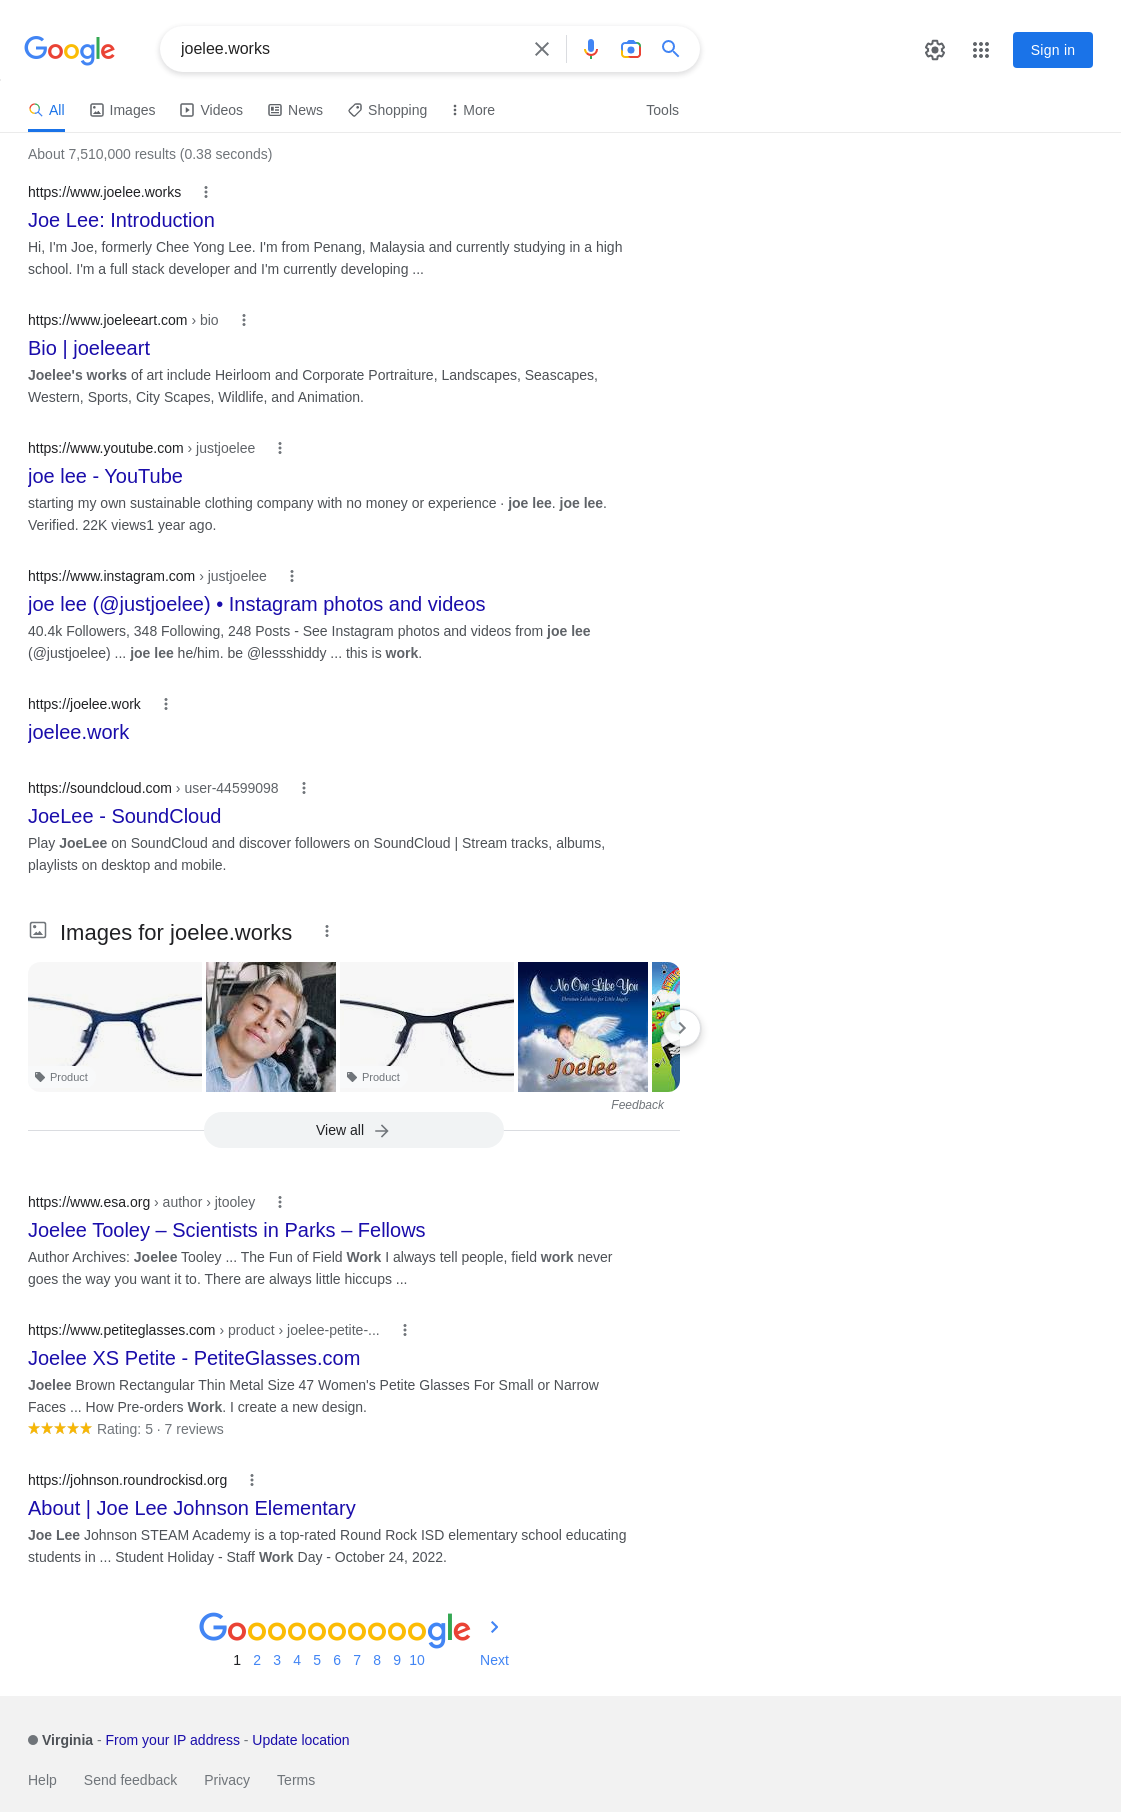 Google
joelee.works
Sign in
All Images Videos News Shopping More Tools
About 7,510,000 results (0.38 seconds)
https://www.joelee.works
Joe Lee: Introduction
Hi, I'm Joe, formerly Chee Yong Lee. I'm from Penang, Malaysia and currently studying in a high
school. I'm a full stack developer and I'm currently developing ...
https://www.joeleeart.com › bio
Bio | joeleeart
Joelee's works of art include Heirloom and Corporate Portraiture, Landscapes, Seascapes,
Western, Sports, City Scapes, Wildlife, and Animation.
https://www.youtube.com › justjoelee
joe lee - YouTube
starting my own sustainable clothing company with no money or experience · joe lee. joe lee.
Verified. 22K views1 year ago.
https://www.instagram.com › justjoelee
joe lee (@justjoelee) • Instagram photos and videos
40.4k Followers, 348 Following, 248 Posts - See Instagram photos and videos from joe lee
(@justjoelee) ... joe lee he/him. be @lessshiddy ... this is work.
https://joelee.work
joelee.work
https://soundcloud.com › user-44599098
JoeLee - SoundCloud
Play JoeLee on SoundCloud and discover followers on SoundCloud | Stream tracks, albums,
playlists on desktop and mobile.
Images for joelee.works
No One Like You
Christian Lullabies for Little Angels
Joelee
Product
Product
Feedback
View all
https://www.esa.org › author › jtooley
Joelee Tooley – Scientists in Parks – Fellows
Author Archives: Joelee Tooley ... The Fun of Field Work I always tell people, field work never
goes the way you want it to. There are always little hiccups ...
https://www.petiteglasses.com › product › joelee-petite-...
Joelee XS Petite - PetiteGlasses.com
Joelee Brown Rectangular Thin Metal Size 47 Women's Petite Glasses For Small or Narrow
Faces ... How Pre-orders Work. I create a new design.
Rating: 5 · 7 reviews
https://johnson.roundrockisd.org
About | Joe Lee Johnson Elementary
Joe Lee Johnson STEAM Academy is a top-rated Round Rock ISD elementary school educating
students in ... Student Holiday - Staff Work Day - October 24, 2022.
Goooooooooogle
1 2 3 4 5 6 7 8 9 10 Next
Virginia - From your IP address - Update location
Help Send feedback Privacy Terms